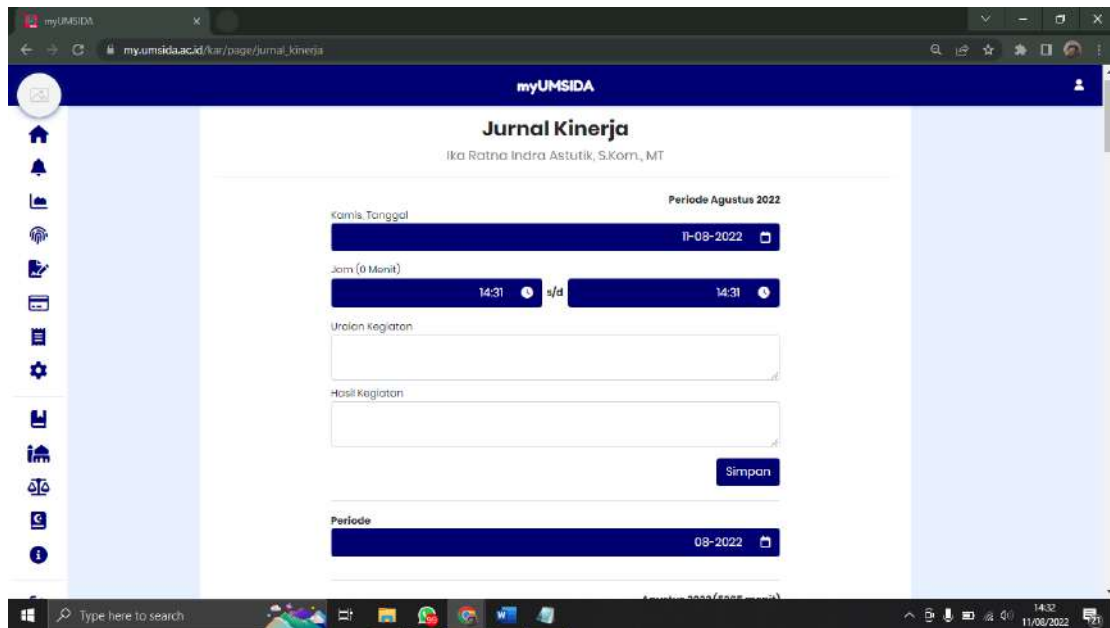 myUMSIDA
my.umsida.ac.id/kar/page/jurnal_kinerja
myUMSIDA
Jurnal Kinerja
Ika Ratna Indra Astutik, S.Kom., MT
Periode Agustus 2022
Kamis, Tanggal
11-08-2022
Jam (0 Menit)
14:31 s/d 14:31
Uraian Kegiatan
Hasil Kegiatan
Simpan
Periode
08-2022
Agustus 2022
Type here to search
14:32
11/08/2022